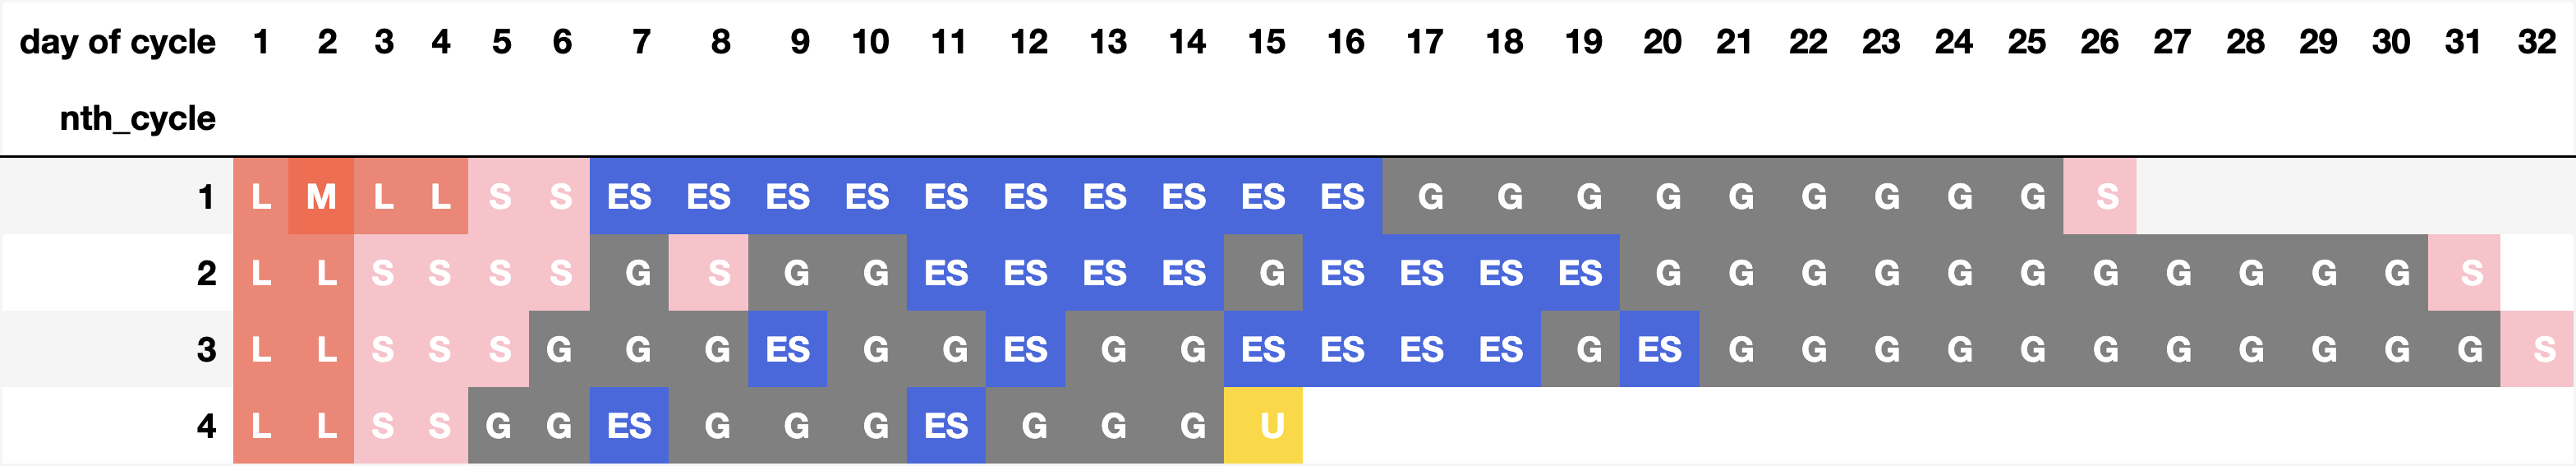 day of cycle 1 2 3 4 5 6 7 8 9 10 11 12 13 14 15 16 17 18 19 20 21 22 23 24 25 26 27 28 29 30 31 32
nth_cycle
1 L M L L S S ES ES ES ES ES ES ES ES ES ES G G G G G G G G G S
2 L L S S S S G S G G ES ES ES ES G ES ES ES ES G G G G G G G G G G G S
3 L L S S S G G G ES G G ES G G ES ES ES ES G ES G G G G G G G G G G G S
4 L L S S G G ES G G G ES G G G U